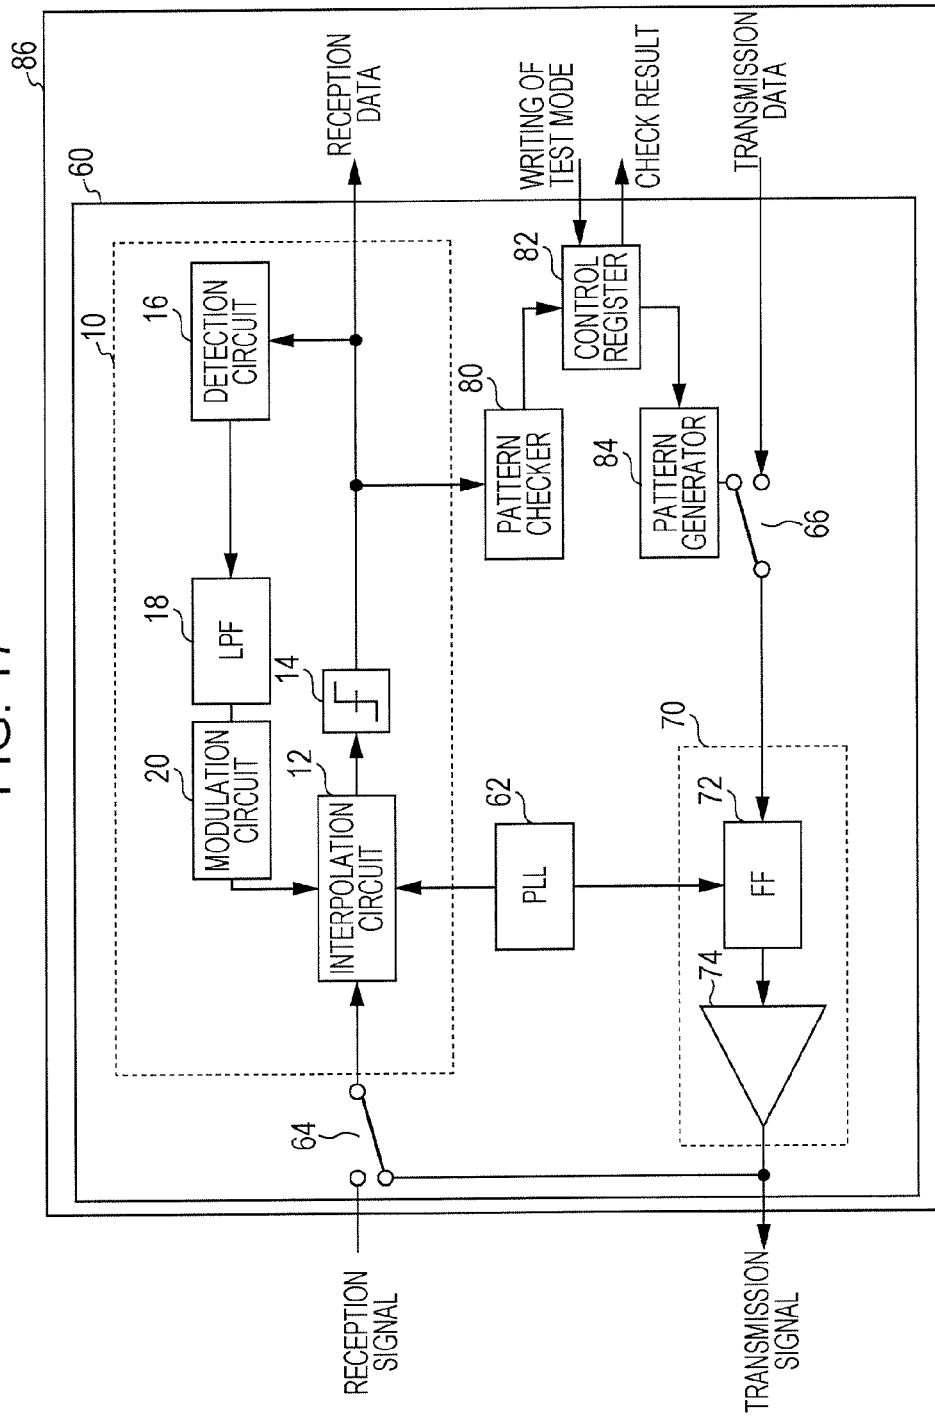 86
60
10
20
MODULATION
CIRCUIT
18
LPF
16
DETECTION
CIRCUIT
64
12
INTERPOLATION
CIRCUIT
14
RECEPTION
SIGNAL
RECEPTION
DATA
62
PLL
80
PATTERN
CHECKER
82
CONTROL
REGISTER
WRITING OF
TEST MODE
CHECK RESULT
84
PATTERN
GENERATOR
66
70
74
72
FF
TRANSMISSION
SIGNAL
TRANSMISSION
DATA